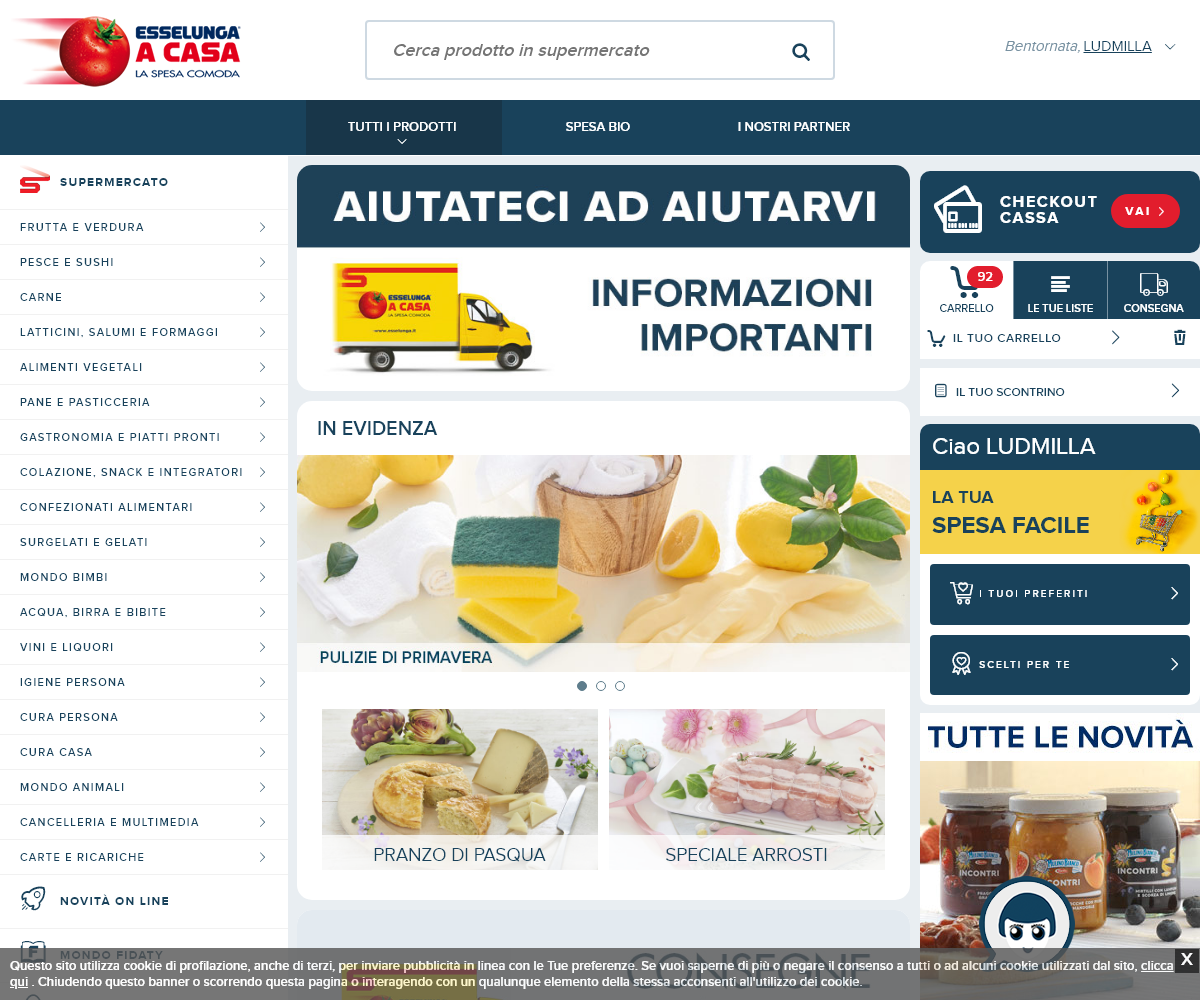 ESSELUNGA
A CASA
LA SPESA COMODA
Cerca prodotto in supermercato
Bentornata, LUDMILLA
TUTTI I PRODOTTI
SPESA BIO
I NOSTRI PARTNER
SUPERMERCATO
FRUTTA E VERDURA
PESCE E SUSHI
CARNE
LATTICINI, SALUMI E FORMAGGI
ALIMENTI VEGETALI
PANE E PASTICCERIA
GASTRONOMIA E PIATTI PRONTI
COLAZIONE, SNACK E INTEGRATORI
CONFEZIONATI ALIMENTARI
SURGELATI E GELATI
MONDO BIMBI
ACQUA, BIRRA E BIBITE
VINI E LIQUORI
IGIENE PERSONA
CURA PERSONA
CURA CASA
MONDO ANIMALI
CANCELLERIA E MULTIMEDIA
CARTE E RICARICHE
NOVITÀ ON LINE
MONDO FIDATY
AIUTATECI AD AIUTARVI
ESSELUNGA
A CASA
LA SPESA COMODA
www.esselunga.it
INFORMAZIONI
IMPORTANTI
IN EVIDENZA
PULIZIE DI PRIMAVERA
PRANZO DI PASQUA
SPECIALE ARROSTI
CONSEGNE
CHECKOUT
CASSA
VAI
92
CARRELLO
LE TUE LISTE
CONSEGNA
IL TUO CARRELLO
IL TUO SCONTRINO
Ciao LUDMILLA
LA TUA
SPESA FACILE
I TUOI PREFERITI
SCELTI PER TE
TUTTE LE NOVITÀ
INCONTRI
INCONTRI
INCONTRI
Questo sito utilizza cookie di profilazione, anche di terzi, per inviare pubblicità in linea con le Tue preferenze. Se vuoi saperne di più o negare il consenso a tutti o ad alcuni cookie utilizzati dal sito, clicca
qui . Chiudendo questo banner o scorrendo questa pagina o interagendo con un qualunque elemento della stessa acconsenti all'utilizzo dei cookie.
X